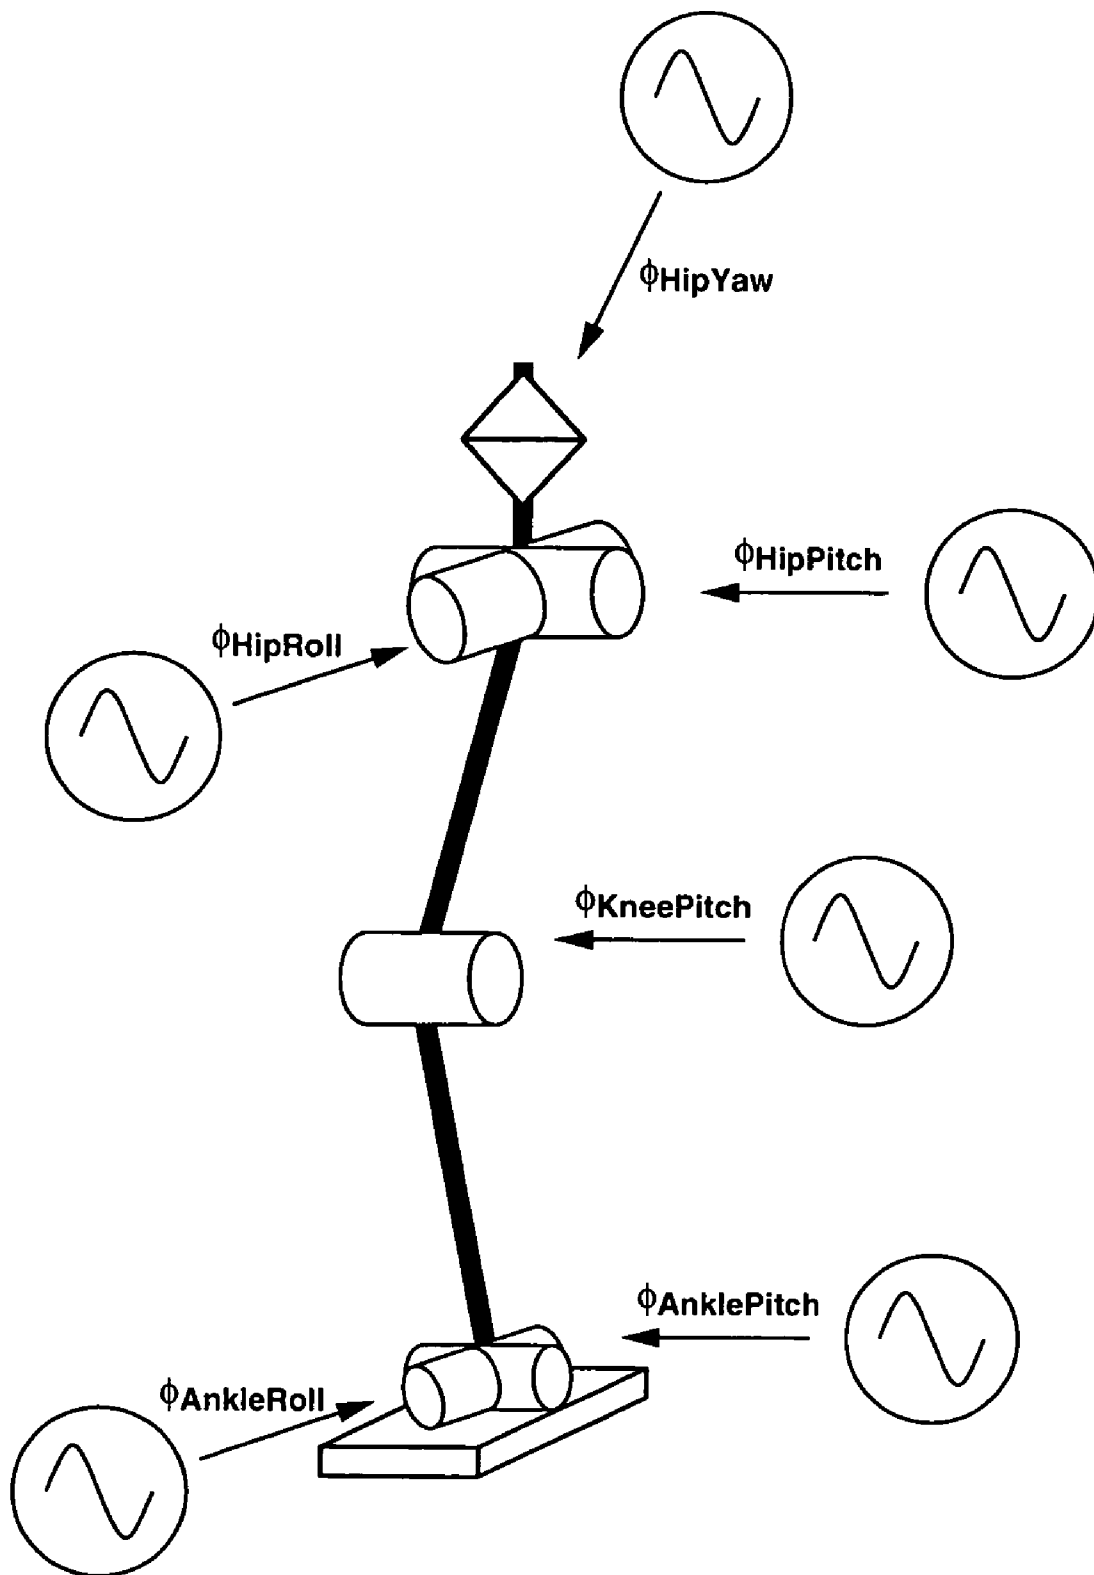 ϕHipYaw
ϕHipPitch
ϕHipRoll
ϕKneePitch
ϕAnklePitch
ϕAnkleRoll